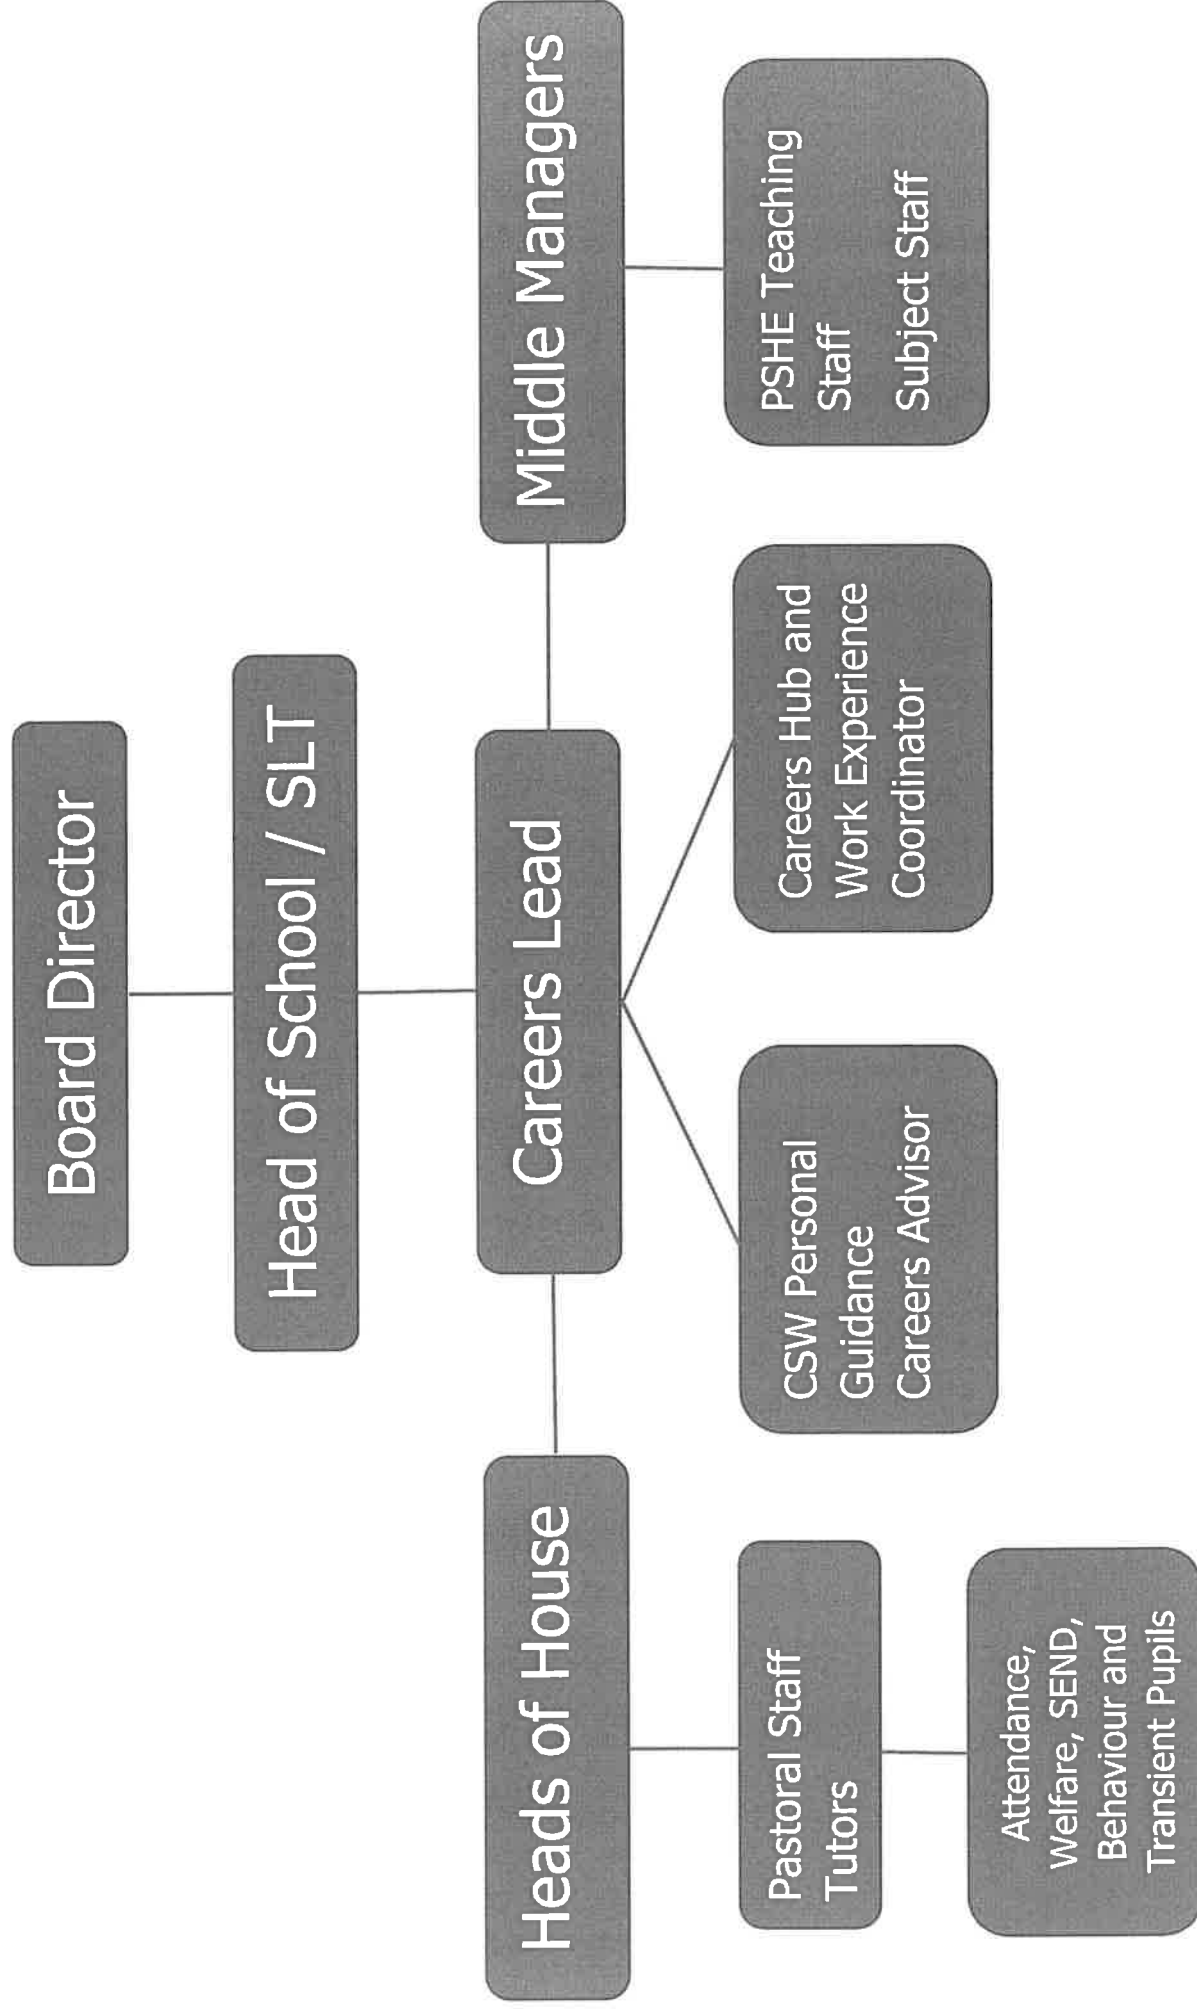 Board Director
Head of School / SLT
Heads of House
Careers Lead
Middle Managers
Pastoral Staff
Tutors
CSW Personal
Guidance
Careers Advisor
Careers Hub and
Work Experience
Coordinator
PSHE Teaching
Staff
Subject Staff
Attendance,
Welfare, SEND,
Behaviour and
Transient Pupils